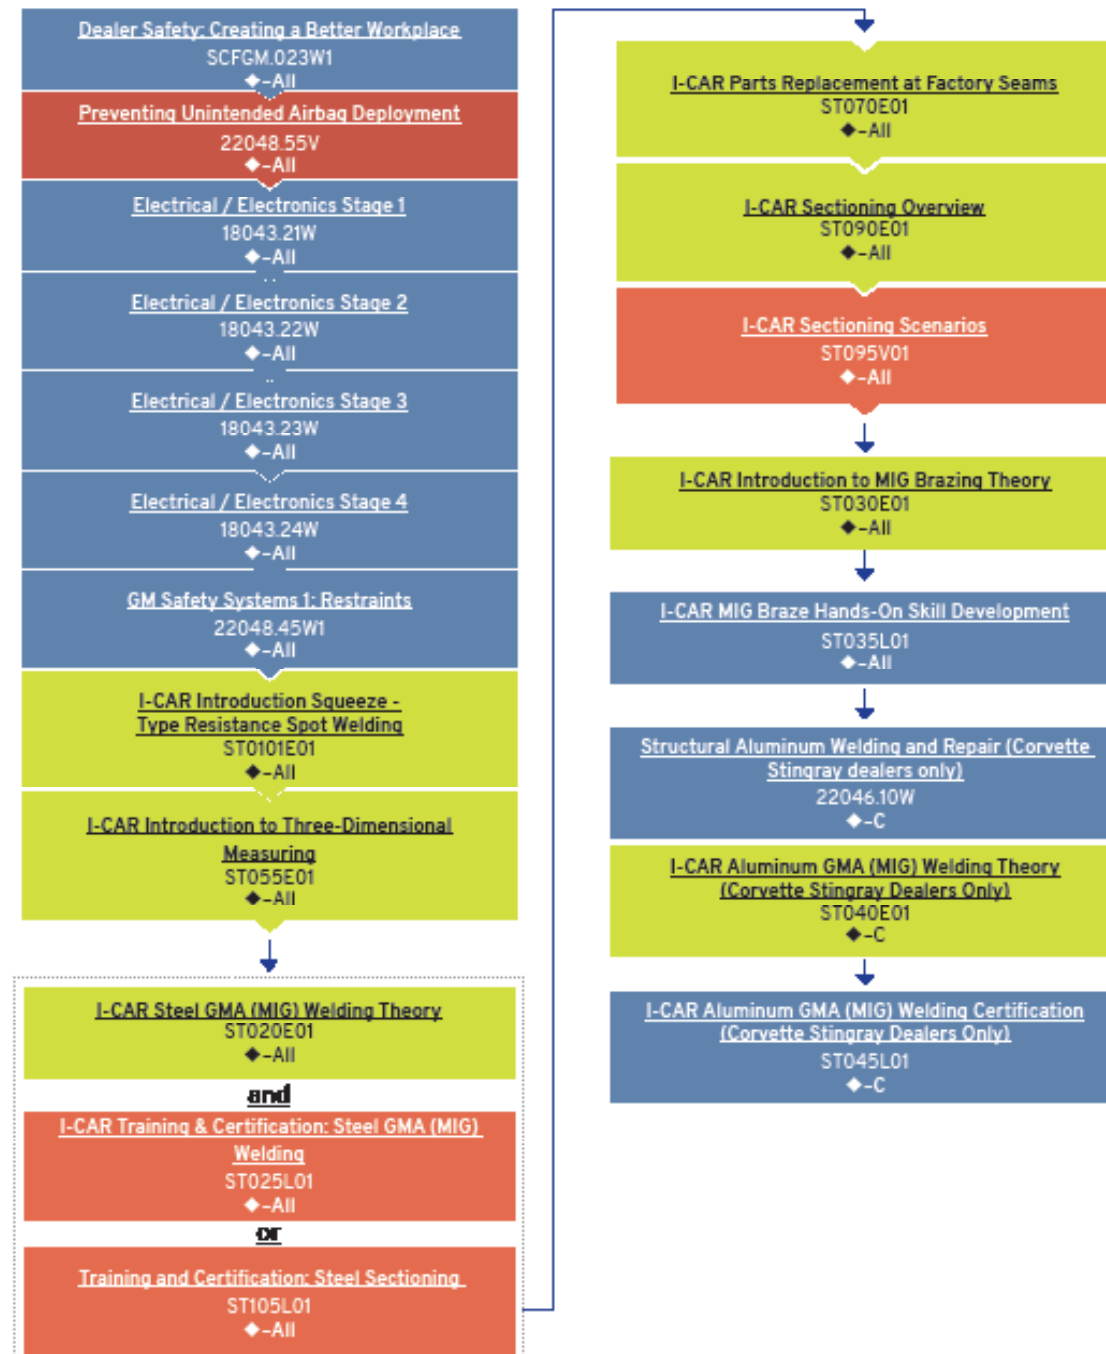 Dealer Safety: Creating a Better Workplace
SCFGM.023W1
◆-All
Preventing Unintended Airbag Deployment
22048.55V
◆-All
Electrical / Electronics Stage 1
18043.21W
◆-All
Electrical / Electronics Stage 2
18043.22W
◆-All
Electrical / Electronics Stage 3
18043.23W
◆-All
Electrical / Electronics Stage 4
18043.24W
◆-All
GM Safety Systems 1: Restraints
22048.45W1
◆-All
I-CAR Introduction Squeeze -
Type Resistance Spot Welding
ST0101E01
◆-All
I-CAR Introduction to Three-Dimensional
Measuring
ST055E01
◆-All
I-CAR Steel GMA (MIG) Welding Theory
ST020E01
◆-All
and
I-CAR Training & Certification: Steel GMA (MIG)
Welding
ST025L01
◆-All
or
Training and Certification: Steel Sectioning
ST105L01
◆-All
I-CAR Parts Replacement at Factory Seams
ST070E01
◆-All
I-CAR Sectioning Overview
ST090E01
◆-All
I-CAR Sectioning Scenarios
ST095V01
◆-All
I-CAR Introduction to MIG Brazing Theory
ST030E01
◆-All
I-CAR MIG Braze Hands-On Skill Development
ST035L01
◆-All
Structural Aluminum Welding and Repair (Corvette
Stingray dealers only)
22046.10W
◆-C
I-CAR Aluminum GMA (MIG) Welding Theory
(Corvette Stingray Dealers Only)
ST040E01
◆-C
I-CAR Aluminum GMA (MIG) Welding Certification
(Corvette Stingray Dealers Only)
ST045L01
◆-C